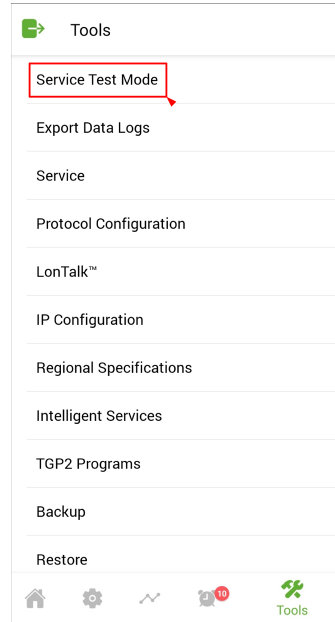 Tools
Service Test Mode
Export Data Logs
Service
Protocol Configuration
LonTalk™
IP Configuration
Regional Specifications
Intelligent Services
TGP2 Programs
Backup
Restore
10
Tools